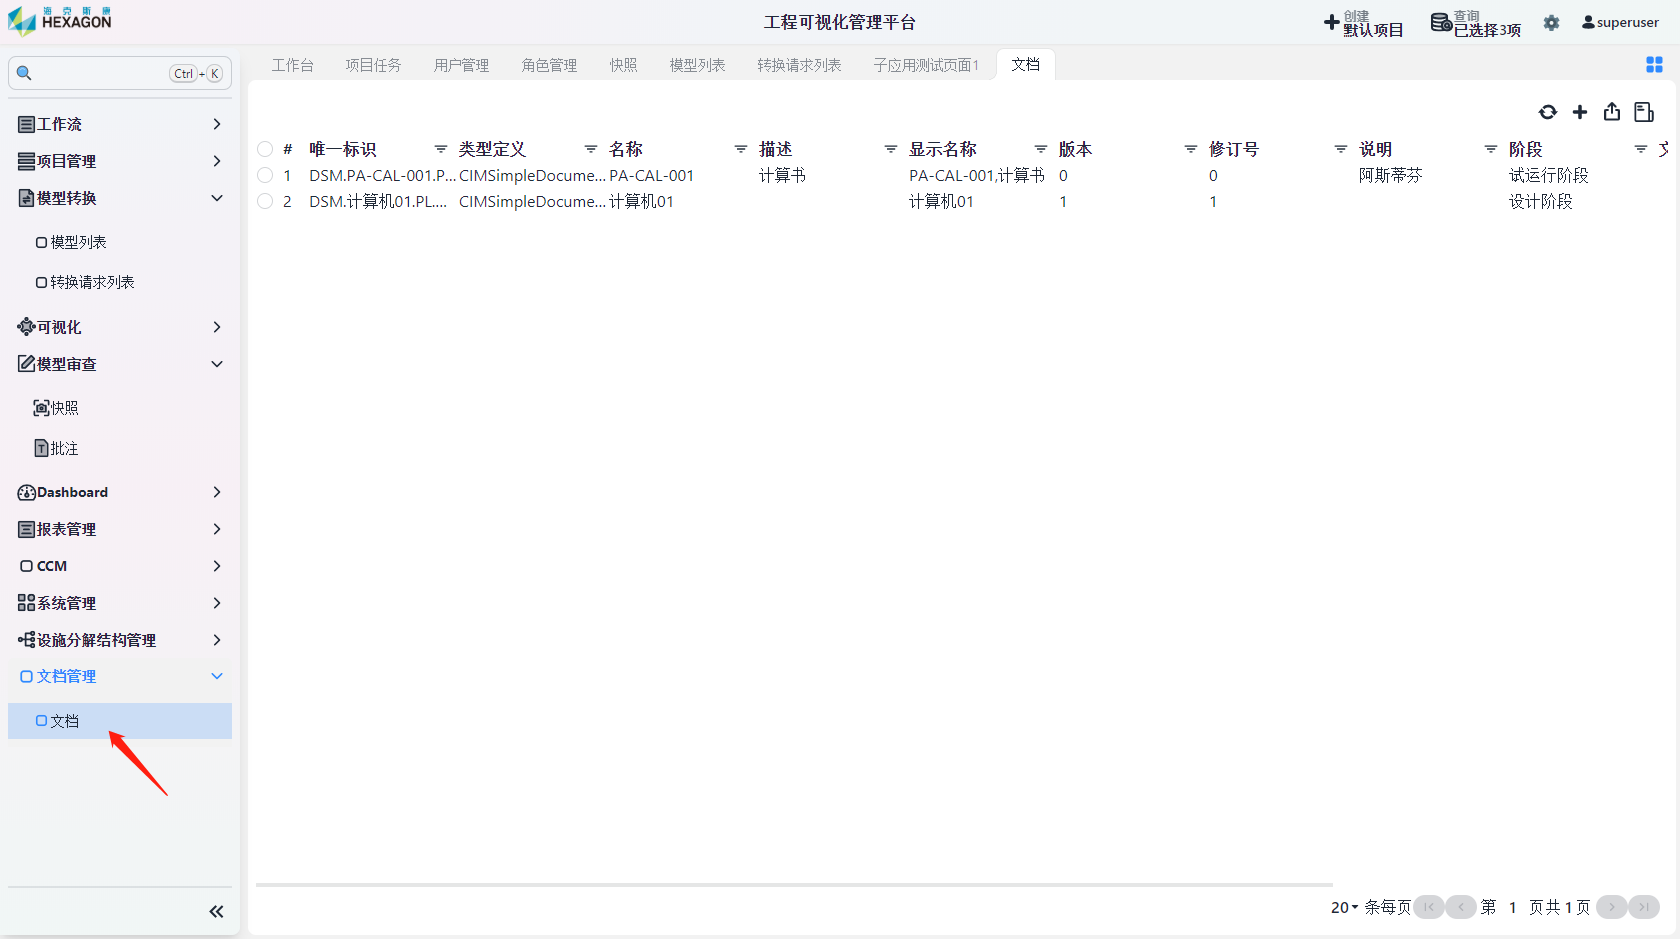 海克斯康
HEXAGON
工程可视化管理平台
创建
默认项目
查询
已选择3项
superuser
Ctrl + K
工作台 项目任务 用户管理 角色管理 快照 模型列表 转换请求列表 子应用测试页面1 文档
工作流
项目管理
模型转换
模型列表
转换请求列表
可视化
模型审查
快照
批注
Dashboard
报表管理
CCM
系统管理
设施分解结构管理
文档管理
文档
# 唯一标识 类型定义 名称 描述 显示名称 版本 修订号 说明 阶段
1 DSM.PA-CAL-001.P... CIMSimpleDocume... PA-CAL-001 计算书 PA-CAL-001,计算书 0 0 阿斯蒂芬 试运行阶段
2 DSM.计算机01.PL.... CIMSimpleDocume... 计算机01 计算机01 1 1 设计阶段
20 条每页 第 1 页共 1 页